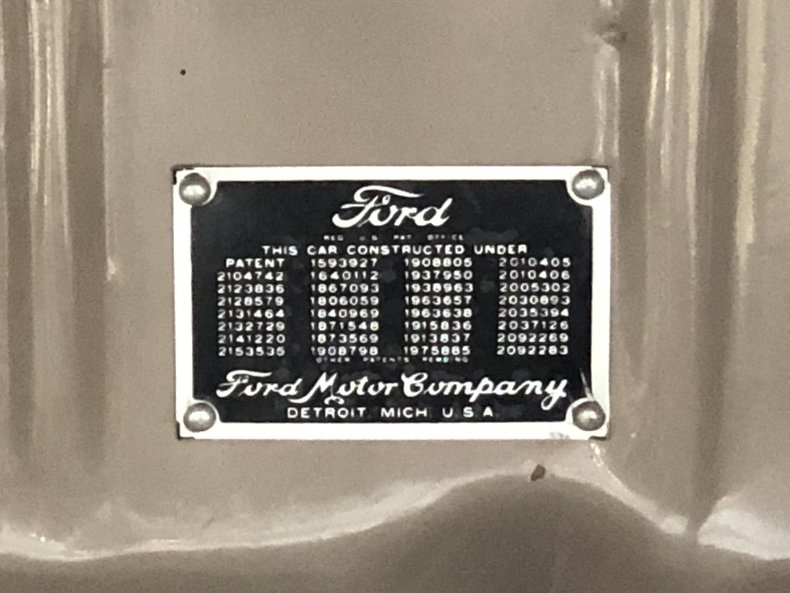 Ford
REG. U.S. PAT. OFFICE
THIS CAR CONSTRUCTED UNDER
PATENT 1593927 1908805 2010405
2104742 1640112 1937950 2010406
2123836 1867093 1938963 2005302
2128579 1806059 1963657 2030893
2131464 1840969 1963638 2035394
2132729 1871548 1915836 2037126
2141220 1873569 1913837 2092269
2153535 1908798 1975885 2092283
OTHER PATENTS PENDING
Ford Motor Company
DETROIT, MICH. U.S.A.